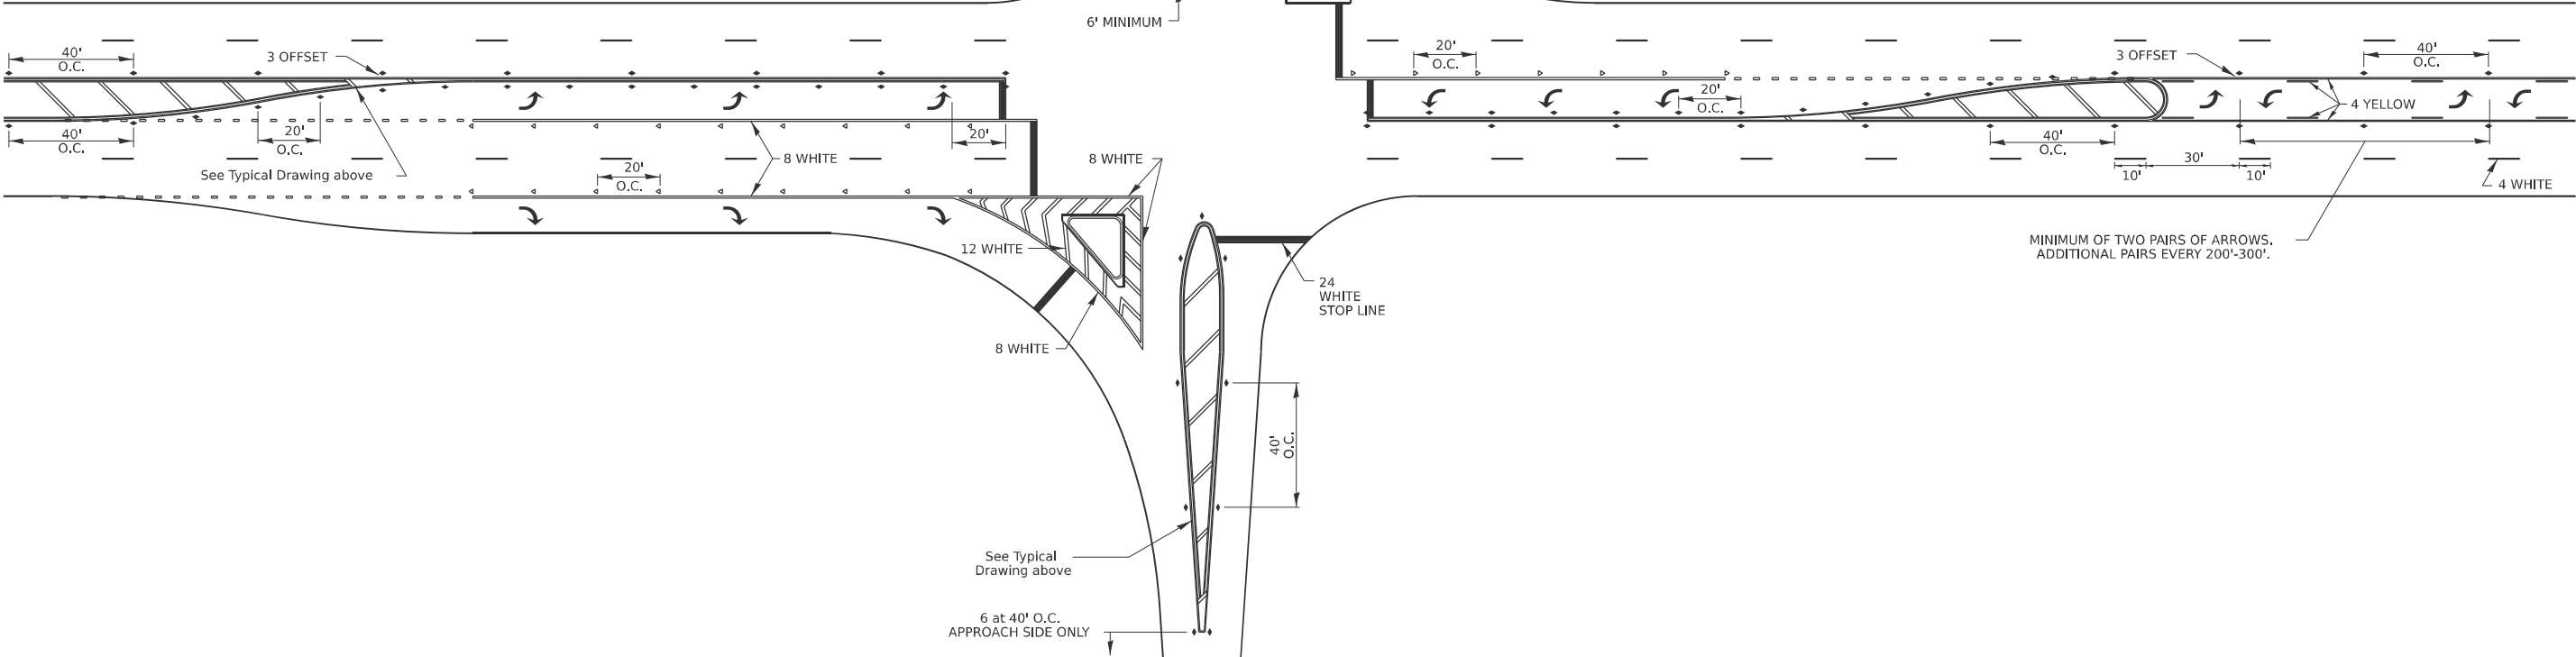 6' MINIMUM
40'
O.C.
3 OFFSET
20'
O.C.
3 OFFSET
40'
O.C.
20'
4 YELLOW
40'
O.C.
20'
O.C.
20'
8 WHITE
8 WHITE
40'
O.C.
30'
10'
10'
See Typical Drawing above
20'
O.C.
4 WHITE
12 WHITE
MINIMUM OF TWO PAIRS OF ARROWS.
ADDITIONAL PAIRS EVERY 200'-300'.
24
WHITE
STOP LINE
8 WHITE
40'
O.C.
See Typical
Drawing above
6 at 40' O.C.
APPROACH SIDE ONLY